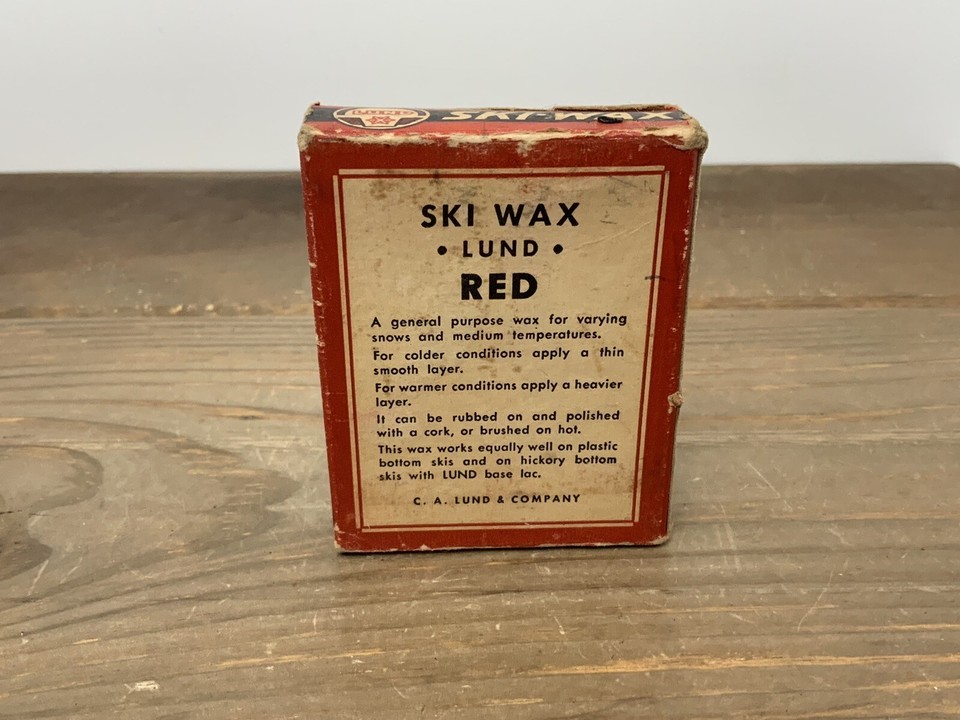 LUND SKI-WAX
SKI WAX
• LUND •
RED
A general purpose wax for varying
snows and medium temperatures.
For colder conditions apply a thin
smooth layer.
For warmer conditions apply a heavier
layer.
It can be rubbed on and polished
with a cork, or brushed on hot.
This wax works equally well on plastic
bottom skis and on hickory bottom
skis with LUND base lac.
C. A. LUND & COMPANY